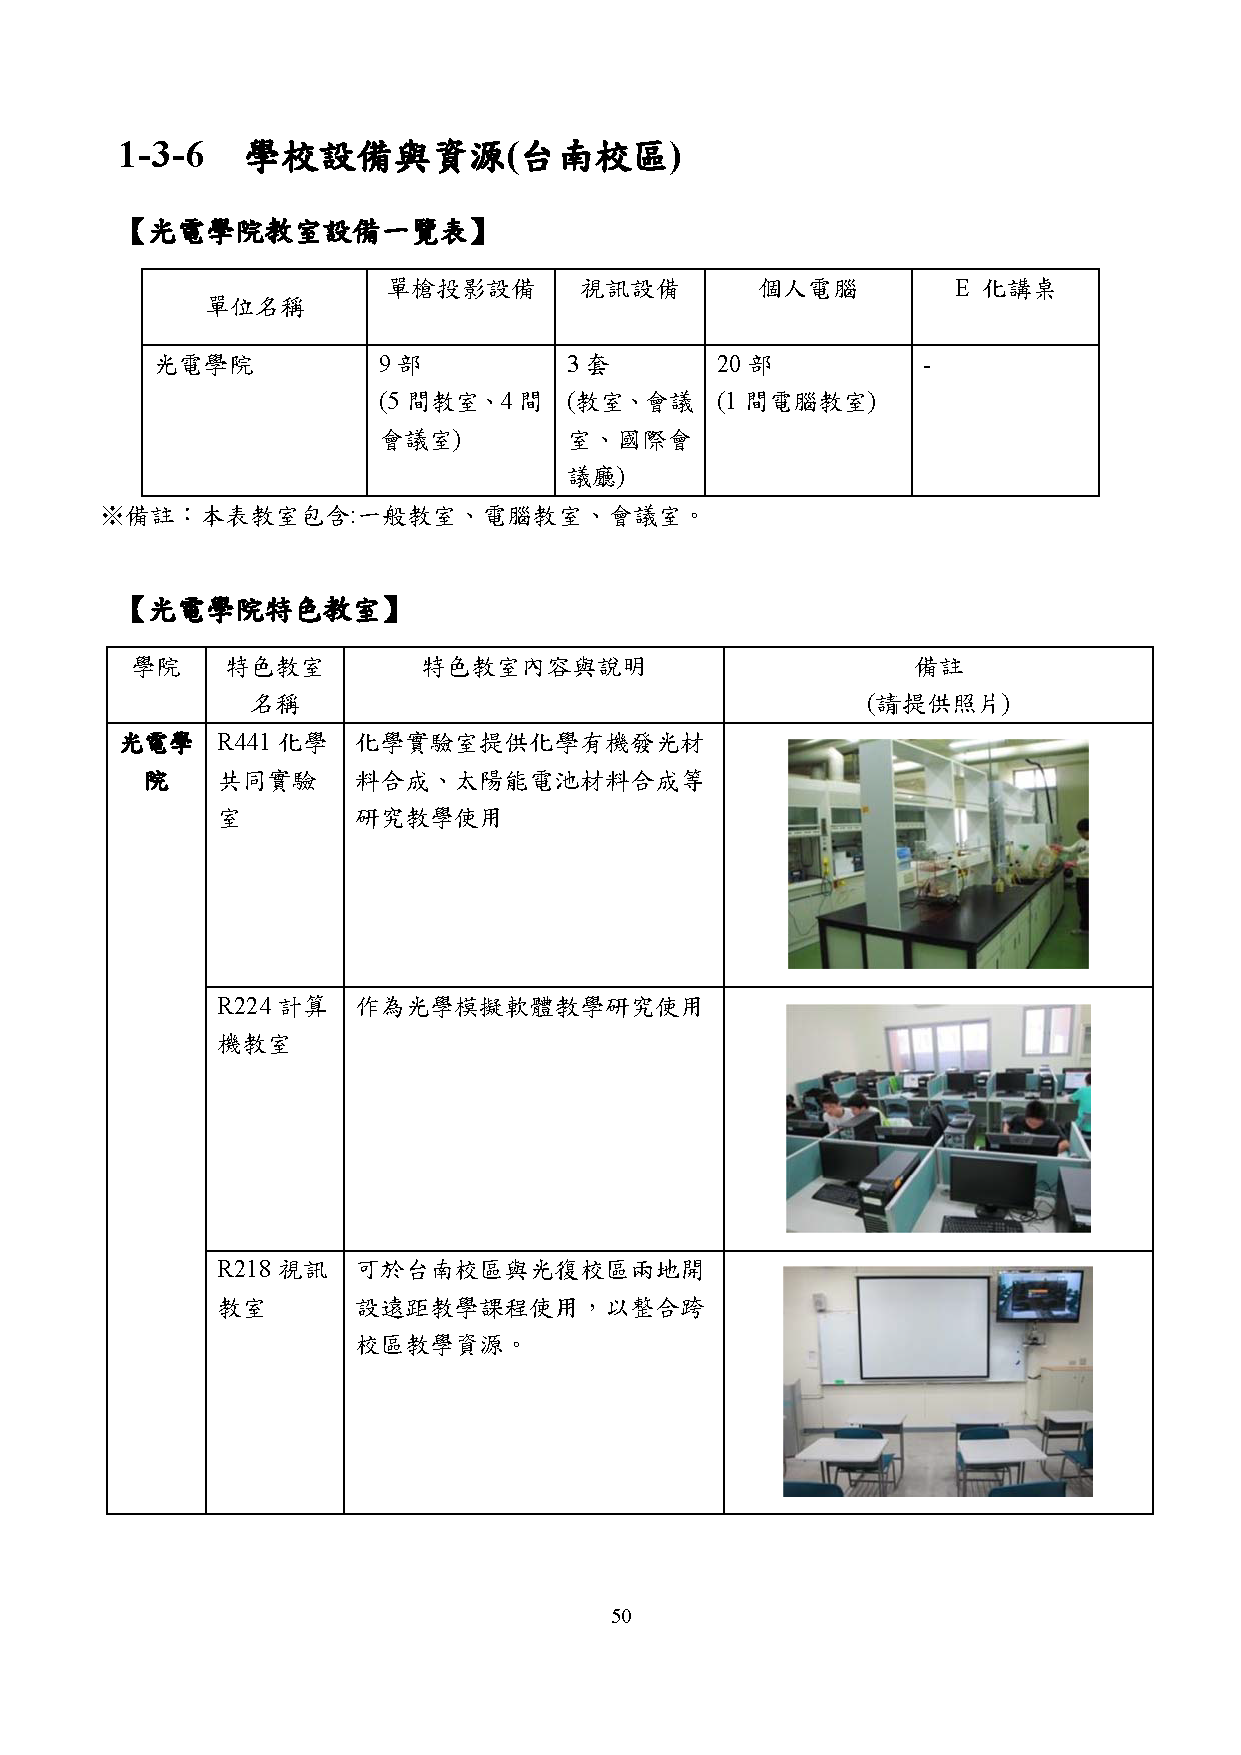 1-3-6 學校設備與資源(台南校區)
【光電學院教室設備一覽表】
單位名稱 單槍投影設備 視訊設備 個人電腦 E 化講桌
光電學院 9 部 3 套 20 部 -
(5 間教室、4 間 (教室、會議 (1 間電腦教室)
會議室) 室、國際會
議廳)
※備註：本表教室包含:一般教室、電腦教室、會議室。
【光電學院特色教室】
學院 特色教室 特色教室內容與說明 備註
名稱 (請提供照片)
光電學 R441 化學 化學實驗室提供化學有機發光材
院 共同實驗 料合成、太陽能電池材料合成等
室 研究教學使用
R224 計算 作為光學模擬軟體教學研究使用
機教室
R218 視訊 可於台南校區與光復校區兩地開
教室 設遠距教學課程使用，以整合跨
校區教學資源。
50